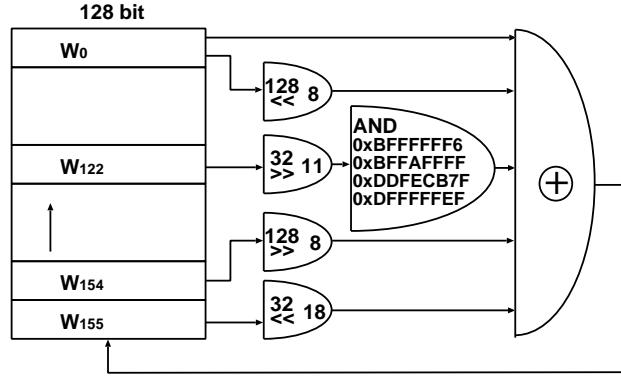 128 bit
W0
128
<< 8
AND
0xBFFFFFF6
0xBFFAFFFF
0xDDFECB7F
0xDFFFFFEF
W122
32
>> 11
+
128
>> 8
W154
32
<< 18
W155